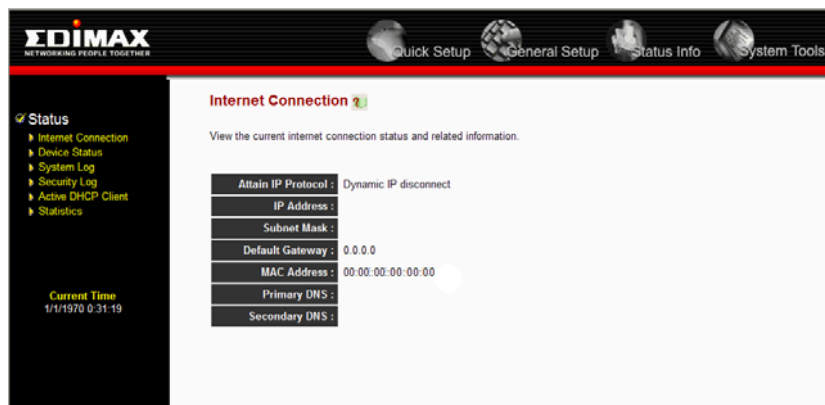 EDIMAX
NETWORKING PEOPLE TOGETHER
Quick Setup
General Setup
Status Info
System Tools
Status
Internet Connection
Device Status
System Log
Security Log
Active DHCP Client
Statistics
Current Time
1/1/1970 0:31:19
Internet Connection
View the current internet connection status and related information.
Attain IP Protocol : Dynamic IP disconnect
IP Address :
Subnet Mask :
Default Gateway : 0.0.0.0
MAC Address : 00:00:00:00:00:00
Primary DNS :
Secondary DNS :